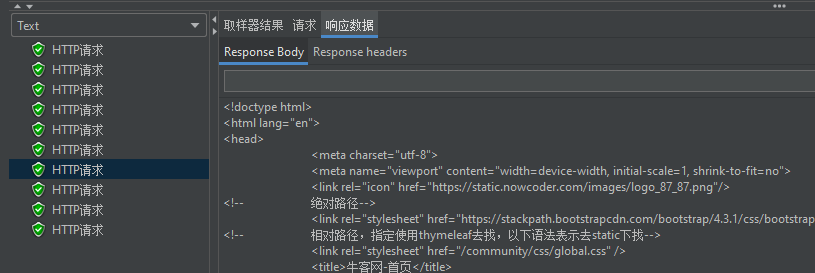 取样器结果 请求 响应数据
Text
Response Body Response headers
HTTP请求
HTTP请求
HTTP请求
HTTP请求
HTTP请求
HTTP请求
HTTP请求
HTTP请求
HTTP请求
HTTP请求
<!doctype html>
<html lang="en">
<head>
<meta charset="utf-8">
<meta name="viewport" content="width=device-width, initial-scale=1, shrink-to-fit=no">
<link rel="icon" href="https://static.nowcoder.com/images/logo_87_87.png"/>
<!-- 绝对路径-->
<link rel="stylesheet" href="https://stackpath.bootstrapcdn.com/bootstrap/4.3.1/css/bootstrap
<!-- 相对路径，指定使用thymeleaf去找，以下语法表示去static下找-->
<link rel="stylesheet" href="/community/css/global.css" />
<title>牛客网-首页</title>